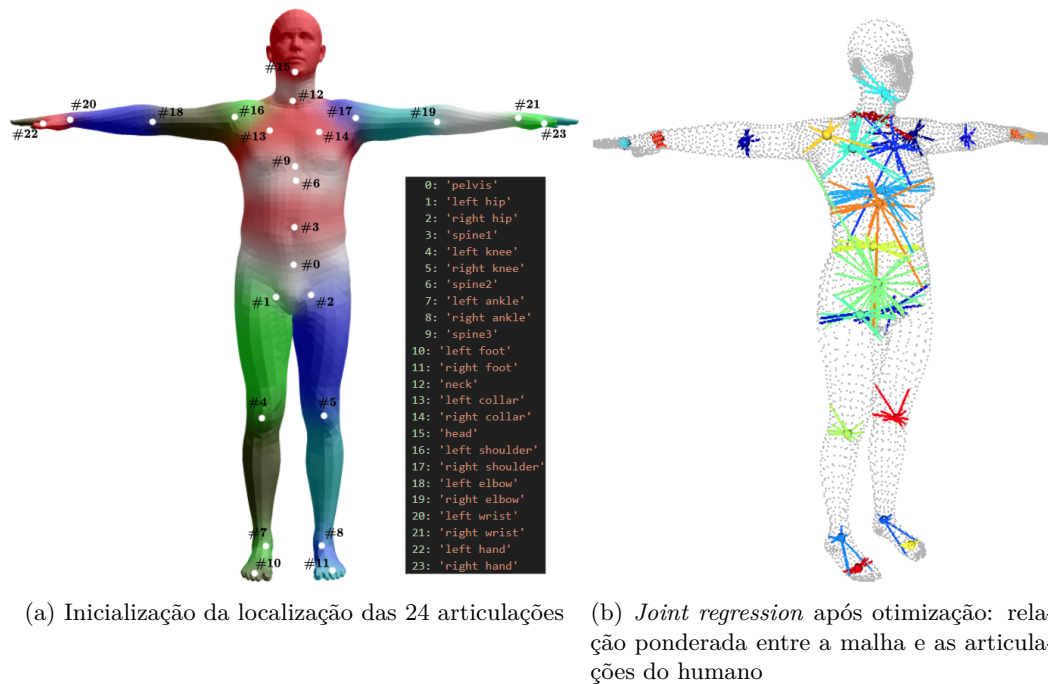 #15
#12
#20
#18
#16
#17
#19
#21
#22
#13
#14
#23
#9
#6
#3
#0
#1
#2
#4
#5
#7
#8
#10
#11
0: 'pelvis'
1: 'left hip'
2: 'right hip'
3: 'spine1'
4: 'left knee'
5: 'right knee'
6: 'spine2'
7: 'left ankle'
8: 'right ankle'
9: 'spine3'
10: 'left foot'
11: 'right foot'
12: 'neck'
13: 'left collar'
14: 'right collar'
15: 'head'
16: 'left shoulder'
17: 'right shoulder'
18: 'left elbow'
19: 'right elbow'
20: 'left wrist'
21: 'right wrist'
22: 'left hand'
23: 'right hand'
(a) Inicialização da localização das 24 articulações
(b) Joint regression após otimização: rela-
ção ponderada entre a malha e as articula-
ções do humano